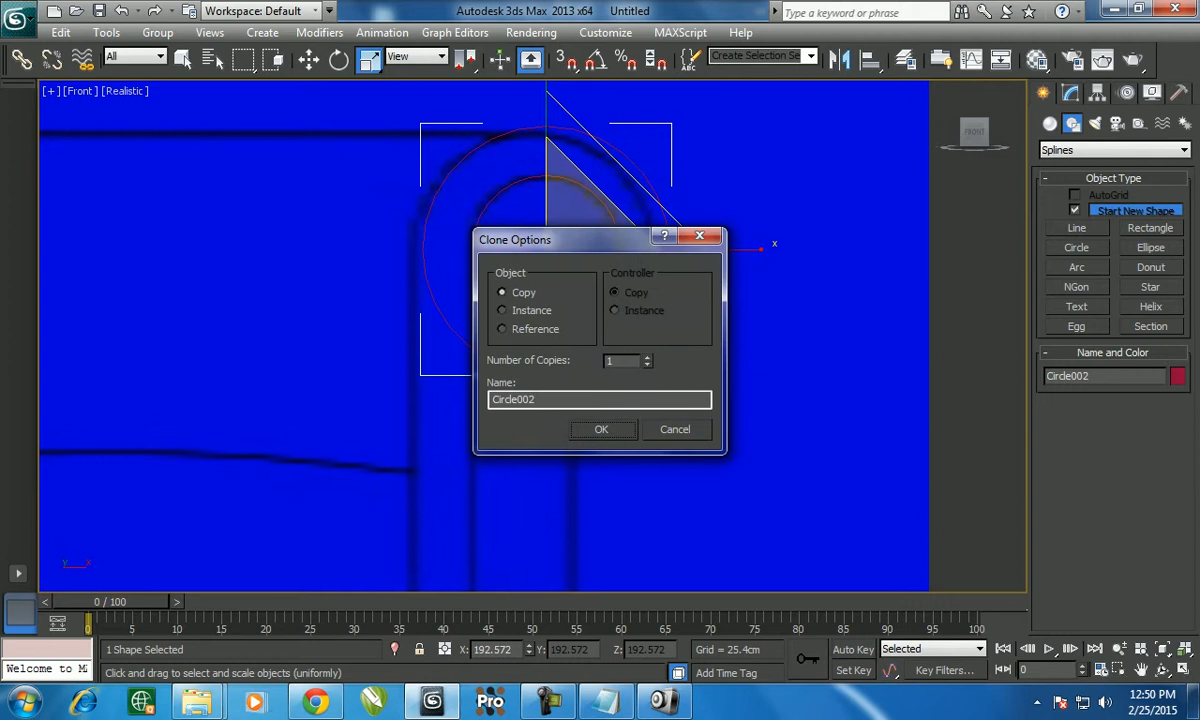 Workspace: Default
Autodesk 3ds Max 2013 x64
Untitled
Type a keyword or phrase
Edit
Tools
Group
Views
Create
Modifiers
Animation
Graph Editors
Rendering
Customize
MAXScript
Help
All
View
3
Create Selection Se
[+][Front][Realistic]
FRONT
x
Splines
Object Type
AutoGrid
Start New Shape
Line
Rectangle
Circle
Ellipse
Arc
Donut
NGon
Star
Text
Helix
Egg
Section
Name and Color
Circle002
Clone Options
Object
Copy
Instance
Reference
Controller
Copy
Instance
Number of Copies:
1
Name:
Circle002
OK
Cancel
y
x
0 / 100
0
5
10
15
20
25
30
35
40
45
50
55
60
65
70
75
80
85
90
95
100
1 Shape Selected
X: 192.572
Y: 192.572
Z: 192.572
Grid = 25.4cm
Auto Key
Selected
Welcome to M
Click and drag to select and scale objects (uniformly)
Add Time Tag
Set Key
Key Filters...
0
Pro
12:50 PM
2/25/2015